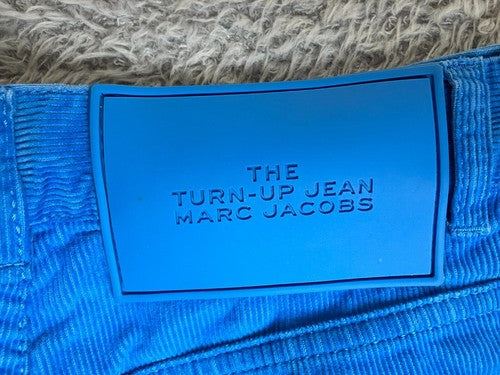 THE
TURN-UP JEAN
MARC JACOBS